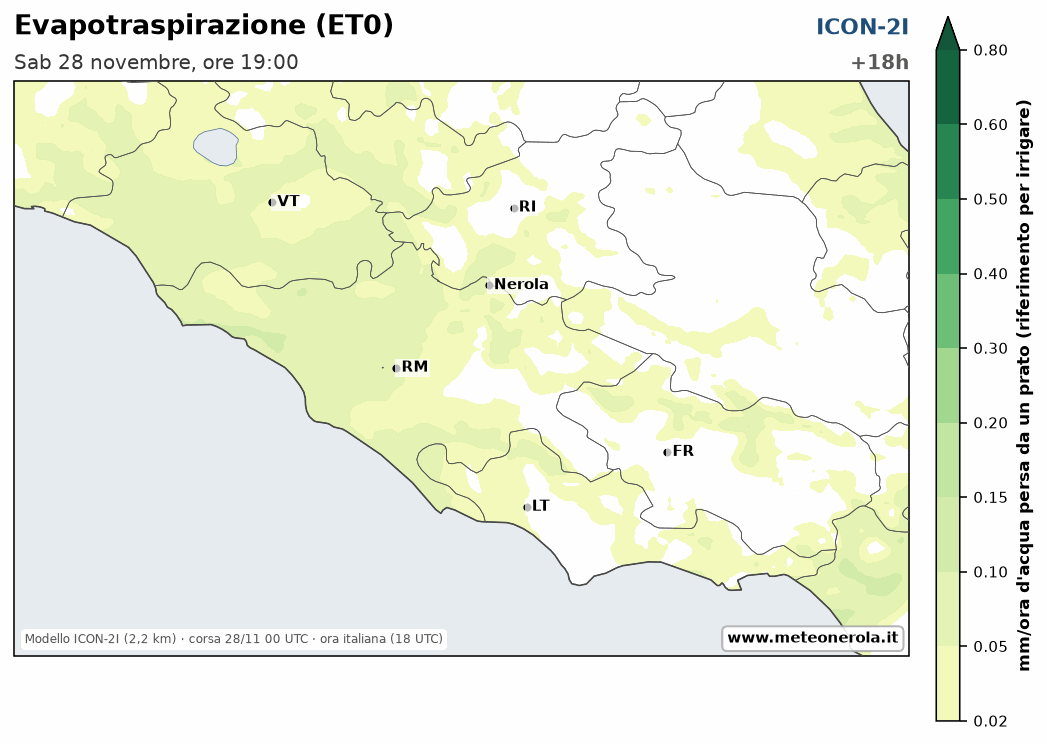 Evapotraspirazione (ET0)
ICON-2I
Sab 28 novembre, ore 19:00
+18h
0.80
0.60
0.50
0.40
0.30
0.20
0.15
0.10
0.05
0.02
mm/ora d'acqua persa da un prato (riferimento per irrigare)
VT
RI
Nerola
RM
FR
LT
Modello ICON-2I (2,2 km) · corsa 28/11 00 UTC · ora italiana (18 UTC)
www.meteonerola.it